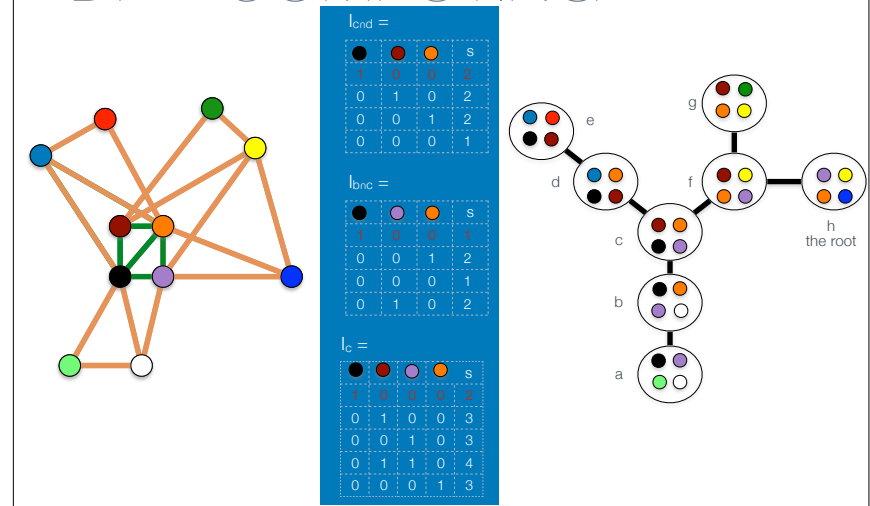 I_cnd =
s
1 0 0 2
0 1 0 2
0 0 1 2
0 0 0 1
I_bnc =
s
1 0 0 1
0 0 1 2
0 0 0 1
0 1 0 2
I_c =
s
1 0 0 0 2
0 1 0 0 3
0 0 1 0 3
0 1 1 0 4
0 0 0 1 3
e
g
d
f
h
the root
c
b
a